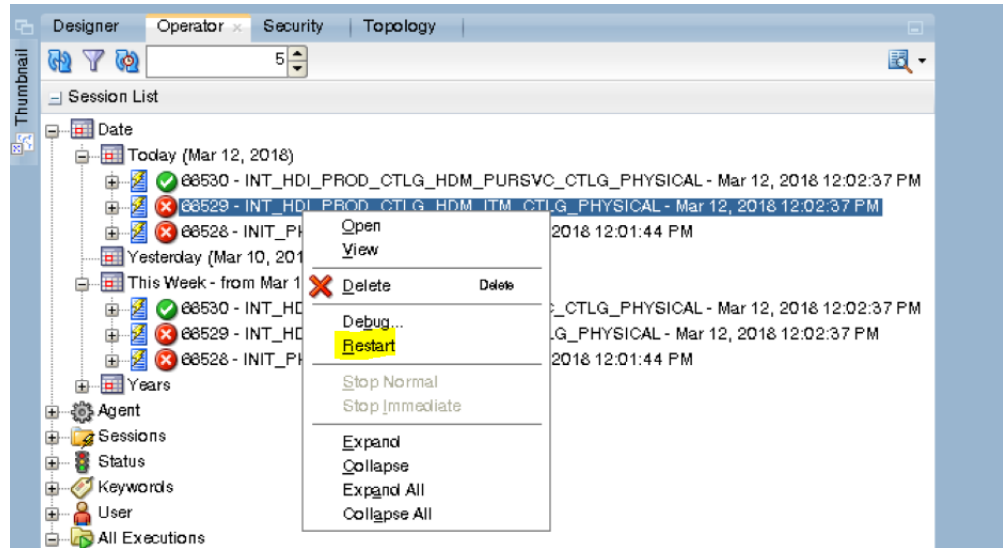 Designer Operator Security Topology
Thumbnail
5
Session List
Date
Today (Mar 12, 2018)
66530 - INT_HDI_PROD_CTLG_HDM_PURSVC_CTLG_PHYSICAL - Mar 12, 2018 12:02:37 PM
66529 - INT_HDI_PROD_CTLG_HDM_ITM_CTLG_PHYSICAL - Mar 12, 2018 12:02:37 PM
66528 - INIT_PH 2018 12:01:44 PM
Yesterday (Mar 10, 201
This Week - from Mar 1
66530 - INT_HD _CTLG_PHYSICAL - Mar 12, 2018 12:02:37 PM
66529 - INT_HD LG_PHYSICAL - Mar 12, 2018 12:02:37 PM
66528 - INIT_PH 2018 12:01:44 PM
Years
Agent
Sessions
Status
Keywords
User
All Executions
Open
View
Delete Delete
Debug...
Restart
Stop Normal
Stop Immediate
Expand
Collapse
Expand All
Collapse All